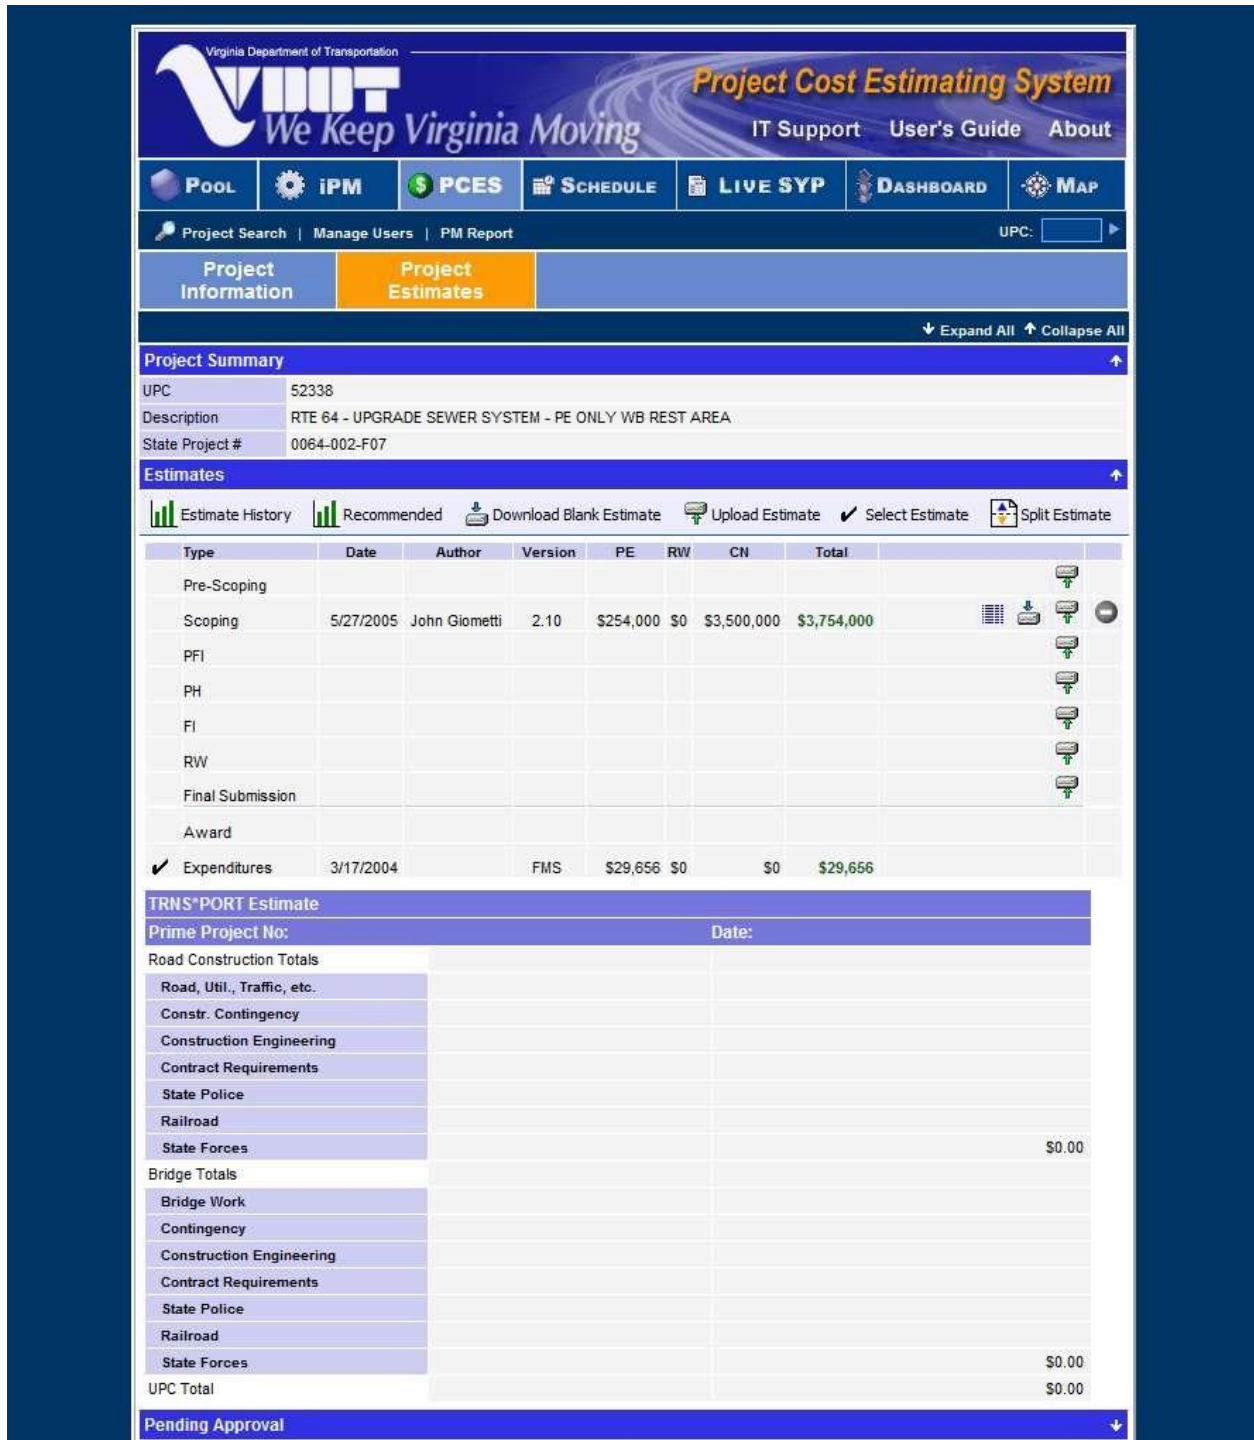 Virginia Department of Transportation
VDOT
We Keep Virginia Moving
Project Cost Estimating System
IT Support User's Guide About
POOL iPM PCES SCHEDULE LIVE SYP DASHBOARD MAP
Project Search | Manage Users | PM Report UPC:
Project Information Project Estimates
Expand All Collapse All
Project Summary
UPC 52338
Description RTE 64 - UPGRADE SEWER SYSTEM - PE ONLY WB REST AREA
State Project # 0064-002-F07
Estimates
Estimate History Recommended Download Blank Estimate Upload Estimate Select Estimate Split Estimate
Type Date Author Version PE RW CN Total
Pre-Scoping
Scoping 5/27/2005 John Giometti 2.10 $254,000 $0 $3,500,000 $3,754,000
PFI
PH
FI
RW
Final Submission
Award
Expenditures 3/17/2004 FMS $29,656 $0 $0 $29,656
TRNS*PORT Estimate
Prime Project No: Date:
Road Construction Totals
Road, Util., Traffic, etc.
Constr. Contingency
Construction Engineering
Contract Requirements
State Police
Railroad
State Forces $0.00
Bridge Totals
Bridge Work
Contingency
Construction Engineering
Contract Requirements
State Police
Railroad
State Forces $0.00
UPC Total $0.00
Pending Approval